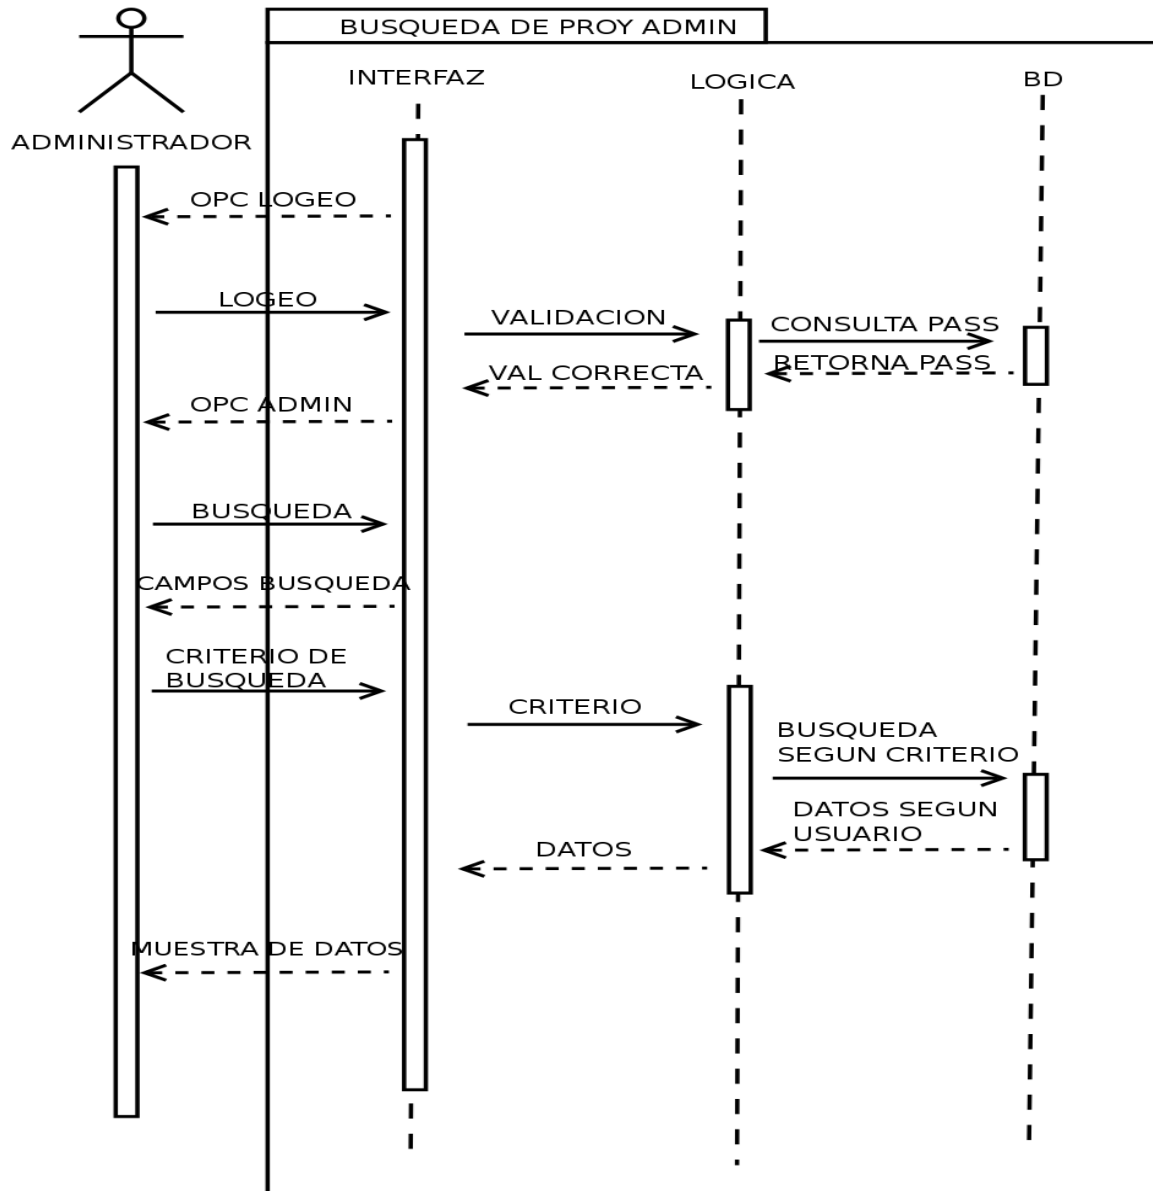 BUSQUEDA DE PROY ADMIN
INTERFAZ
LOGICA
BD
ADMINISTRADOR
OPC LOGEO
LOGEO
VALIDACION
CONSULTA PASS
RETORNA PASS
VAL CORRECTA
OPC ADMIN
BUSQUEDA
CAMPOS BUSQUEDA
CRITERIO DE
BUSQUEDA
CRITERIO
BUSQUEDA
SEGUN CRITERIO
DATOS SEGUN
USUARIO
DATOS
MUESTRA DE DATOS